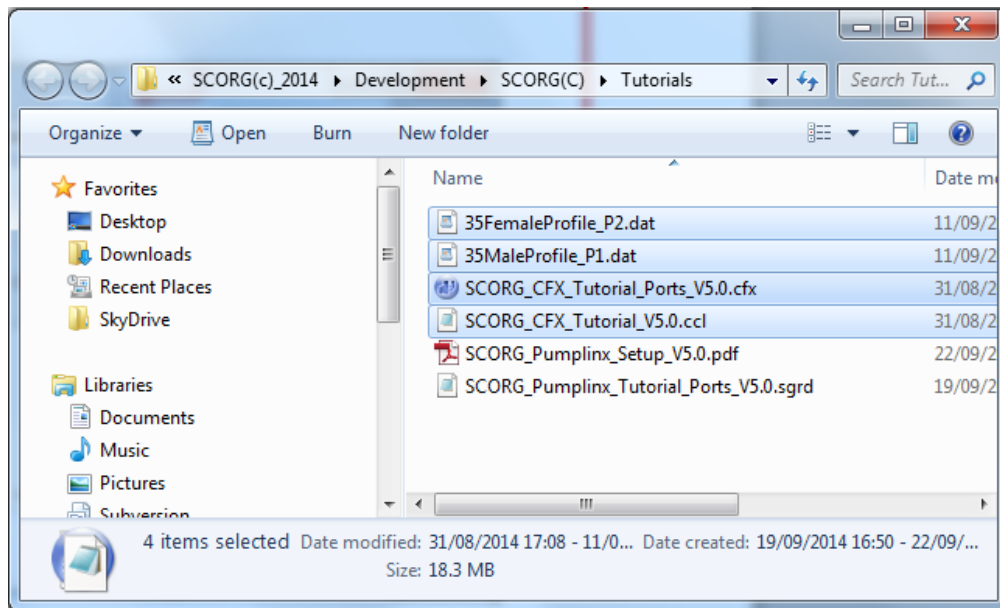 « SCORG(c)_2014 ▸ Development ▸ SCORG(C) ▸ Tutorials
Search Tut...
Organize Open Burn New folder
Name Date m
Favorites
Desktop
Downloads
Recent Places
SkyDrive
Libraries
Documents
Music
Pictures
Subversion
35FemaleProfile_P2.dat 11/09/2
35MaleProfile_P1.dat 11/09/2
SCORG_CFX_Tutorial_Ports_V5.0.cfx 31/08/2
SCORG_CFX_Tutorial_V5.0.ccl 31/08/2
SCORG_Pumplinx_Setup_V5.0.pdf 22/09/2
SCORG_Pumplinx_Tutorial_Ports_V5.0.sgrd 19/09/2
4 items selected Date modified: 31/08/2014 17:08 - 11/0... Date created: 19/09/2014 16:50 - 22/09/...
Size: 18.3 MB